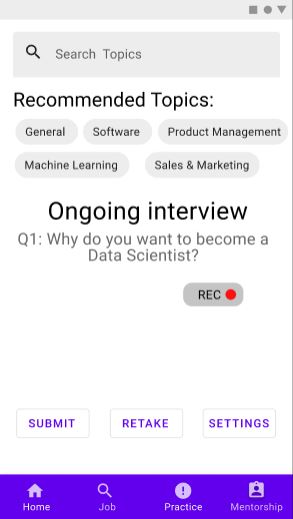 Search Topics
Recommended Topics:
General Software Product Management
Machine Learning Sales & Marketing
Ongoing interview
Q1: Why do you want to become a
Data Scientist?
REC
SUBMIT RETAKE SETTINGS
Home Job Practice Mentorship